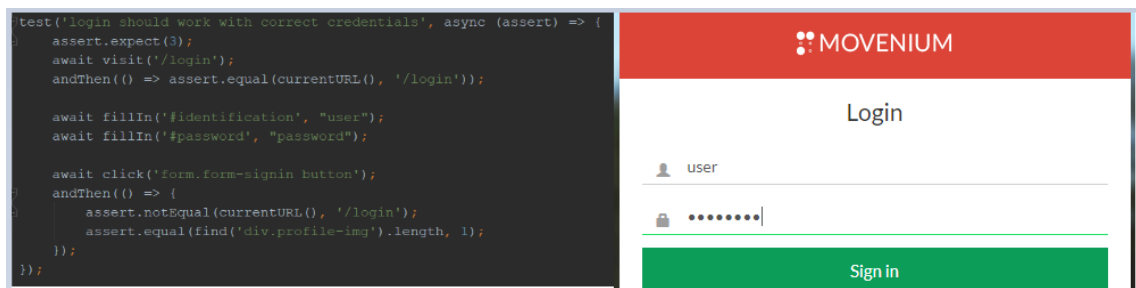 test('login should work with correct credentials', async (assert) => {
    assert.expect(3);
    await visit('/login');
    andThen(() => assert.equal(currentURL(), '/login'));
    await fillIn('#identification', "user");
    await fillIn('#password', "password");
    await click('form.form-signin button');
    andThen(() => {
        assert.notEqual(currentURL(), '/login');
        assert.equal(find('div.profile-img').length, 1);
    });
});
MOVENIUM
Login
user
••••••••
Sign in